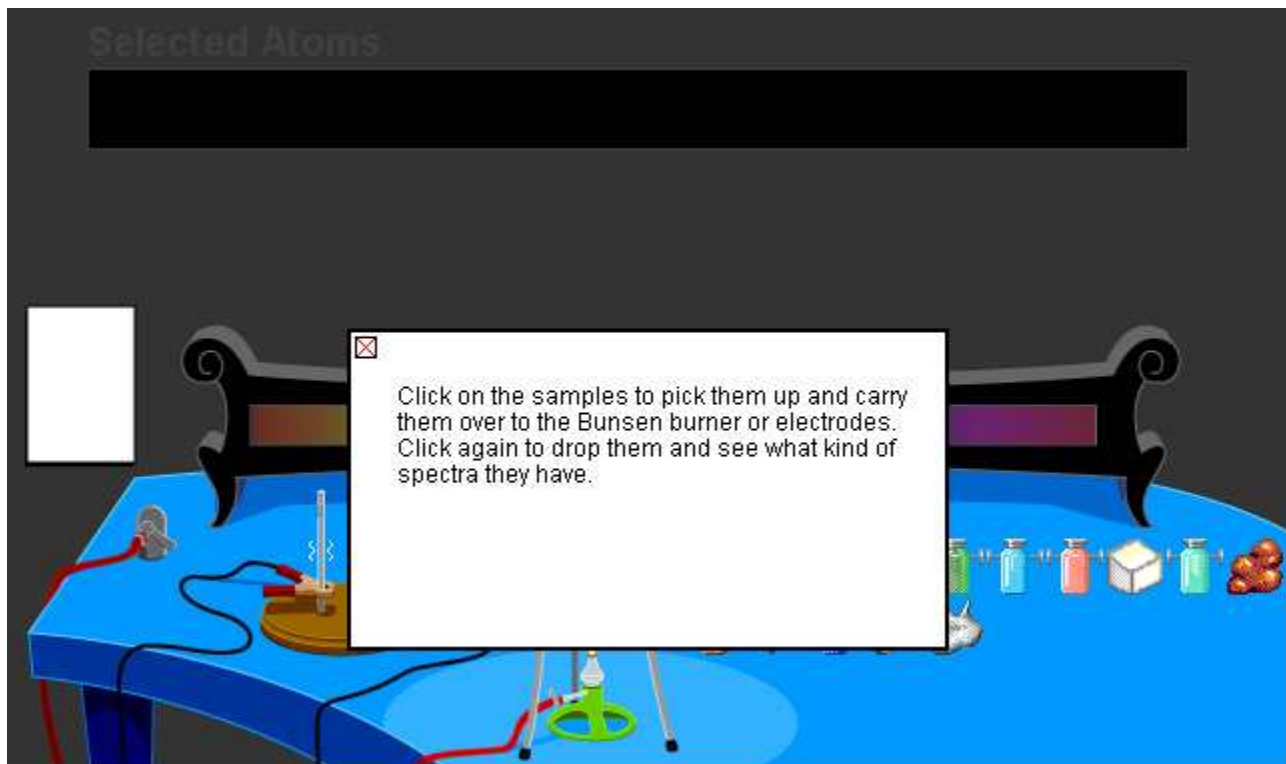 Selected Atoms
Click on the samples to pick them up and carry
them over to the Bunsen burner or electrodes.
Click again to drop them and see what kind of
spectra they have.